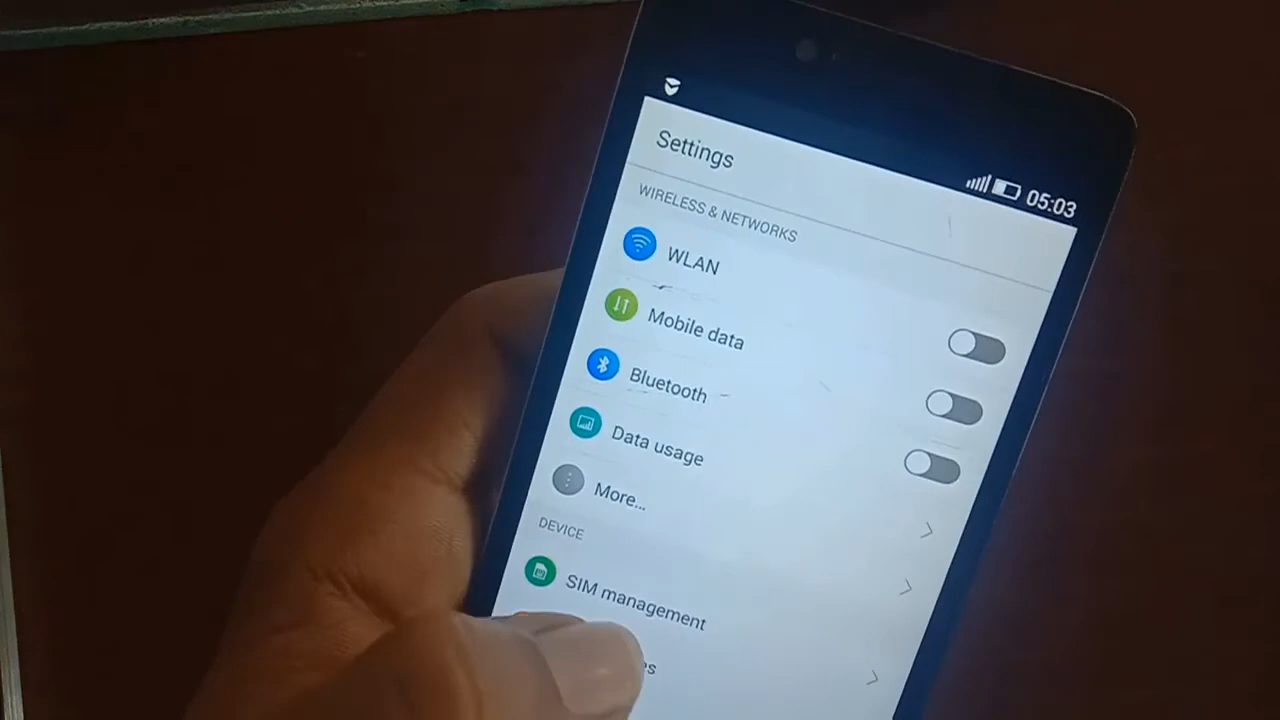 05:03
Settings
WIRELESS & NETWORKS
WLAN
Mobile data
Bluetooth
Data usage
More...
DEVICE
SIM management